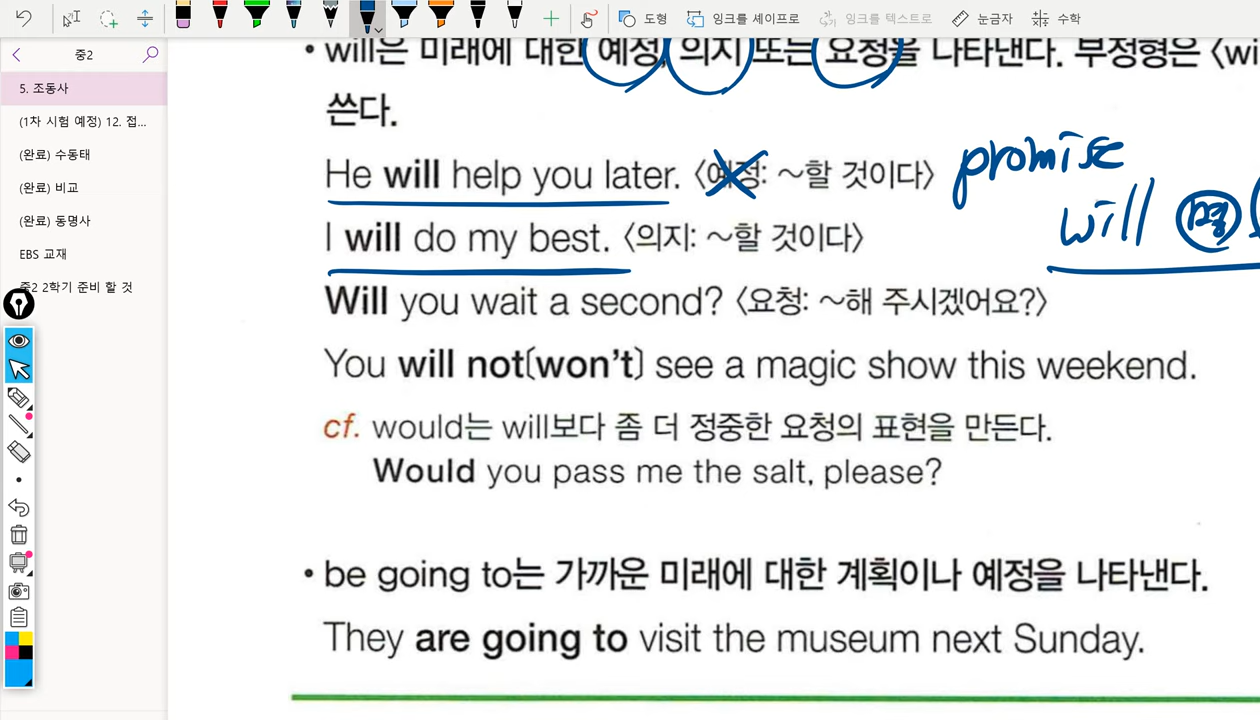 도형
잉크를 셰이프로
잉크를 텍스트로
눈금자
수학
중2
5. 조동사
(1차 시험 예정) 12. 접...
(완료) 수동태
(완료) 비교
(완료) 동명사
EBS 교재
중2 2학기 준비 할 것
• will은 미래에 대한 예정, 의지 또는 요청을 나타낸다. 부정형은 〈wi
쓴다.
He will help you later. 〈예정: ~할 것이다〉
promise
I will do my best. 〈의지: ~할 것이다〉
will
Will you wait a second? 〈요청: ~해 주시겠어요?〉
You will not(won't) see a magic show this weekend.
cf. would는 will보다 좀 더 정중한 요청의 표현을 만든다.
Would you pass me the salt, please?
• be going to는 가까운 미래에 대한 계획이나 예정을 나타낸다.
They are going to visit the museum next Sunday.